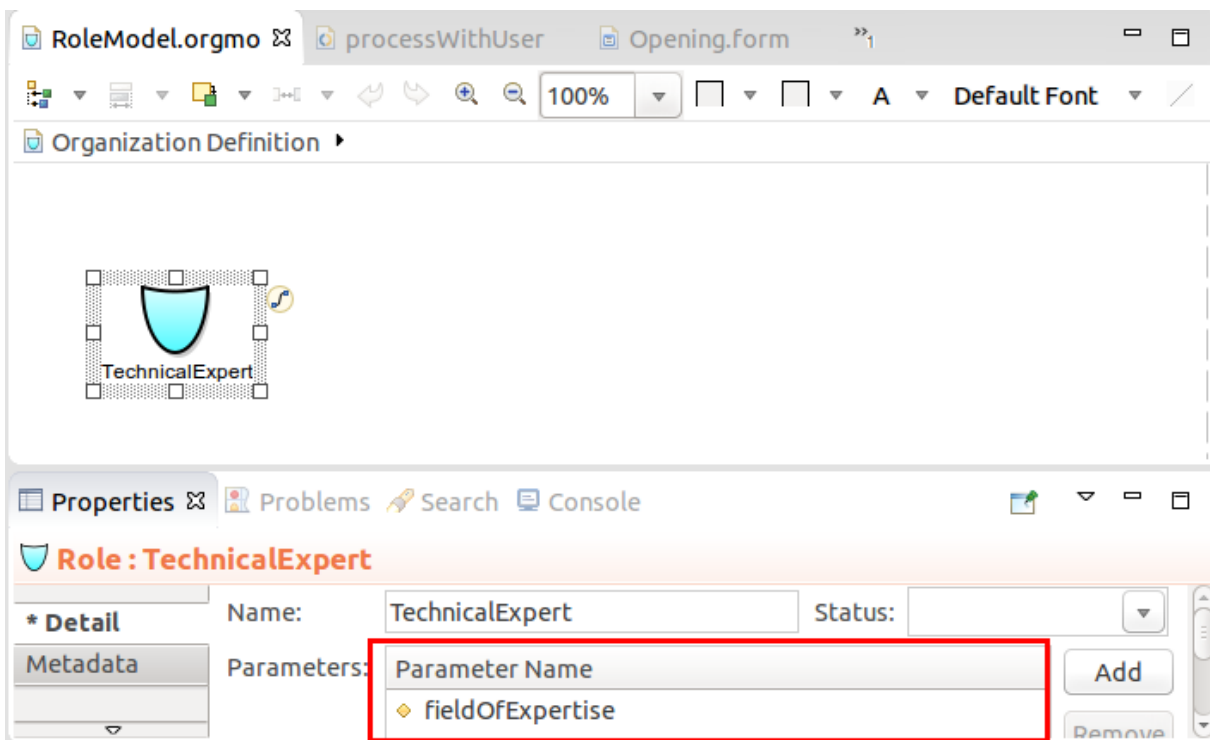 RoleModel.orgmo processWithUser Opening.form »1
100% A Default Font
Organization Definition
TechnicalExpert
Properties Problems Search Console
Role : TechnicalExpert
* Detail Name: TechnicalExpert Status:
Metadata Parameters: Parameter Name Add
fieldOfExpertise
Remove